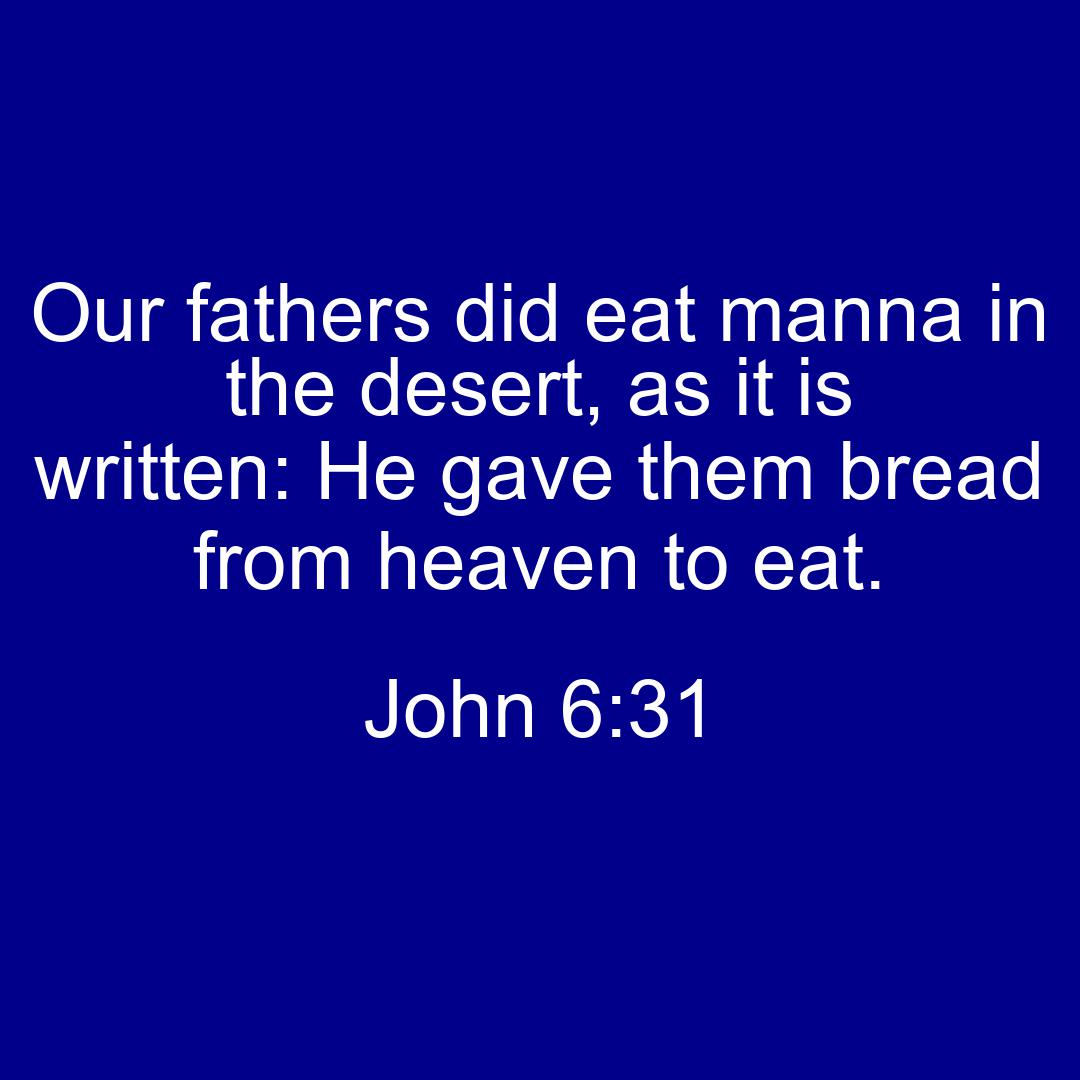 Our fathers did eat manna in
the desert, as it is
written: He gave them bread
from heaven to eat.
John 6:31